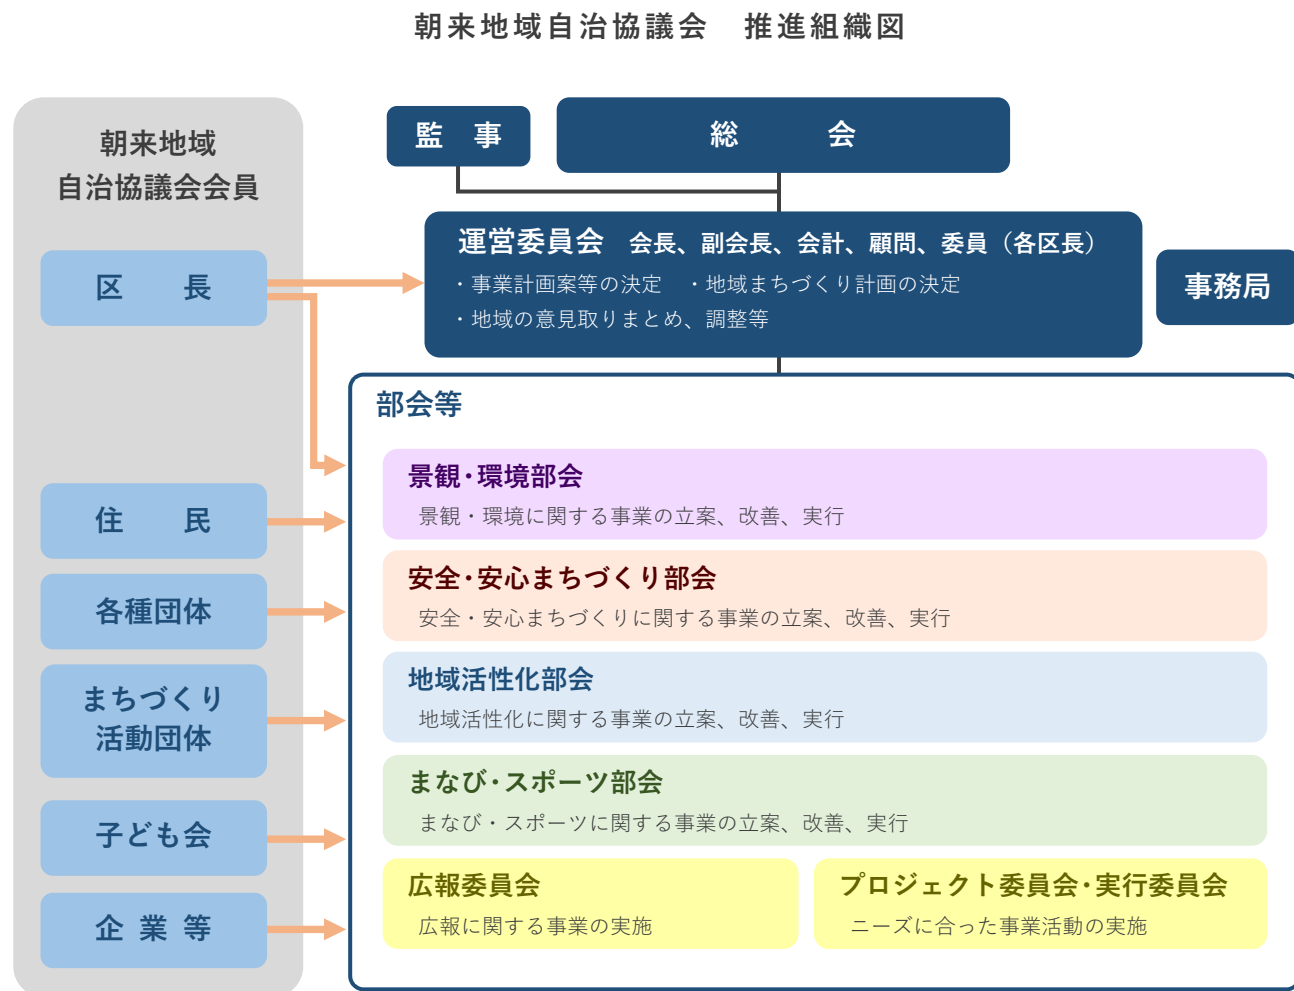 朝来地域自治協議会　推進組織図
朝来地域
自治協議会会員
区　　長
住　　民
各種団体
まちづくり
活動団体
子ども会
企 業 等
監　事
総　　　会
運営委員会　会長、副会長、会計、顧問、委員（各区長）
・事業計画案等の決定　・地域まちづくり計画の決定
・地域の意見取りまとめ、調整等
事務局
部会等
景観・環境部会
景観・環境に関する事業の立案、改善、実行
安全・安心まちづくり部会
安全・安心まちづくりに関する事業の立案、改善、実行
地域活性化部会
地域活性化に関する事業の立案、改善、実行
まなび・スポーツ部会
まなび・スポーツに関する事業の立案、改善、実行
広報委員会
広報に関する事業の実施
プロジェクト委員会・実行委員会
ニーズに合った事業活動の実施